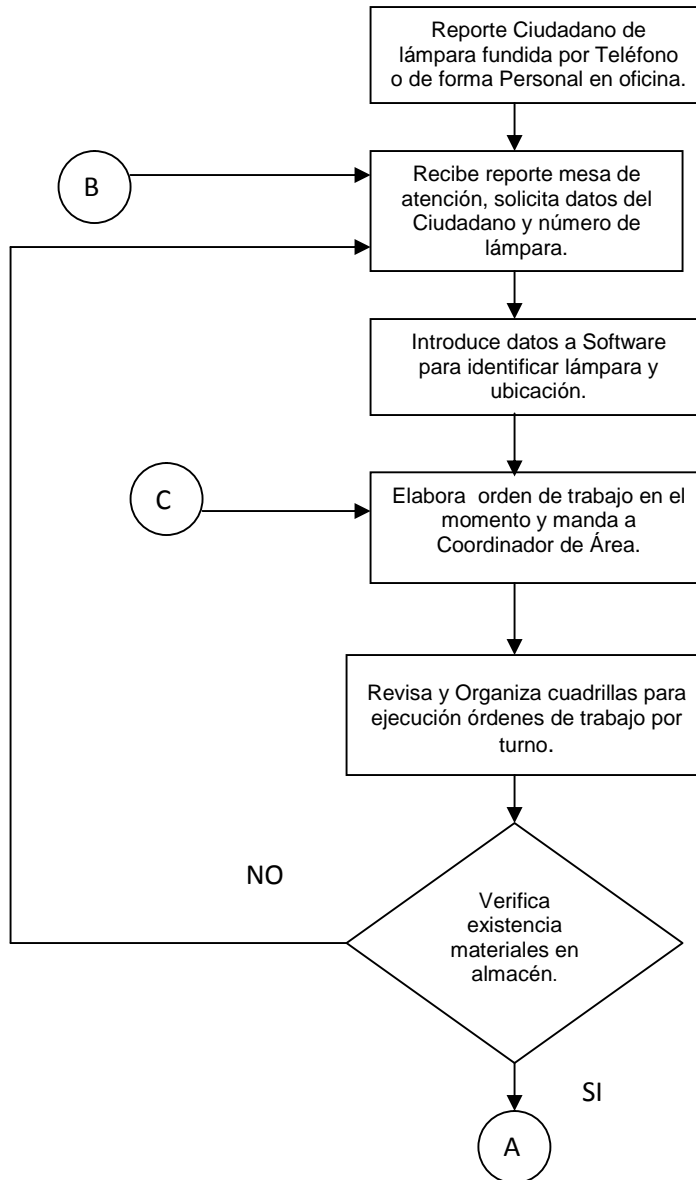 Reporte Ciudadano de
lámpara fundida por Teléfono
o de forma Personal en oficina.
B
Recibe reporte mesa de
atención, solicita datos del
Ciudadano y número de
lámpara.
Introduce datos a Software
para identificar lámpara y
ubicación.
C
Elabora  orden de trabajo en el
momento y manda a
Coordinador de Área.
Revisa y Organiza cuadrillas para
ejecución órdenes de trabajo por
turno.
NO
Verifica
existencia
materiales en
almacén.
SI
A